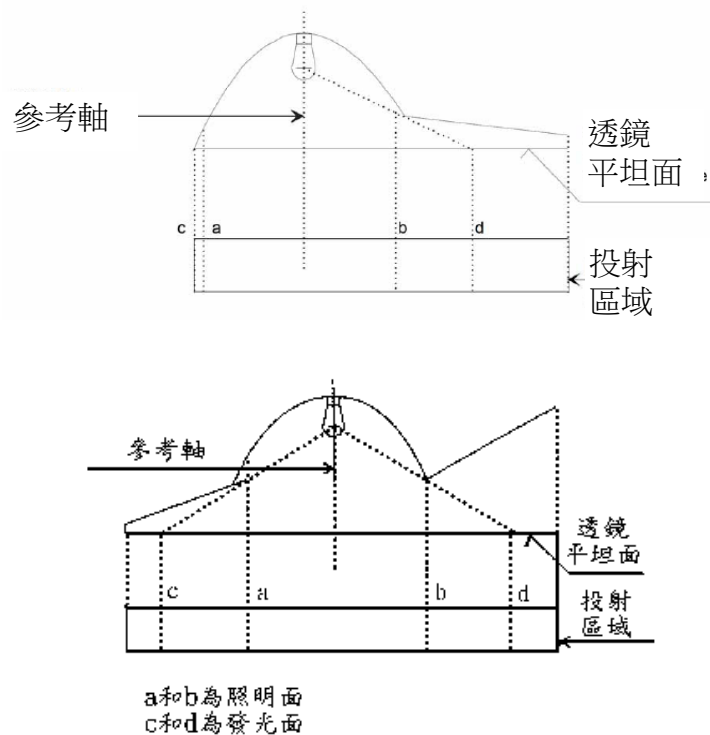 參考軸
透鏡
平坦面
c a b d
投射
區域
參考軸
透鏡
平坦面
c a b d
投射
區域
a和b為照明面
c和d為發光面